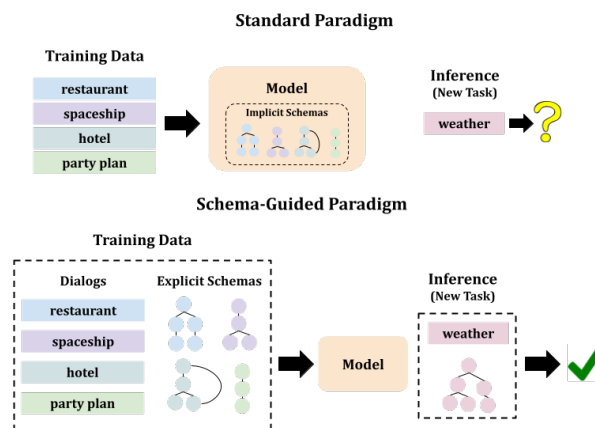 Standard Paradigm
Training Data
restaurant
spaceship
hotel
party plan
Model
Implicit Schemas
Inference
(New Task)
weather
?
Schema-Guided Paradigm
Training Data
Dialogs
Explicit Schemas
restaurant
spaceship
hotel
party plan
Model
Inference
(New Task)
weather